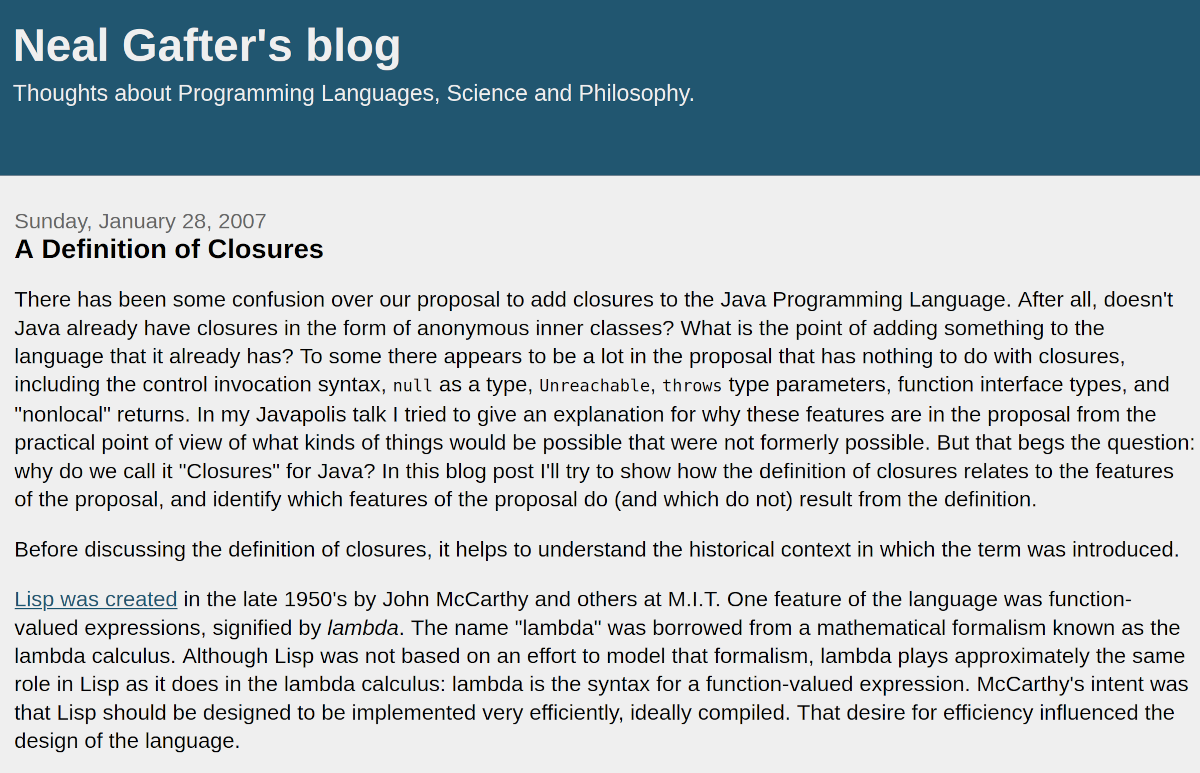 Neal Gafter's blog
Thoughts about Programming Languages, Science and Philosophy.
Sunday, January 28, 2007
A Definition of Closures
There has been some confusion over our proposal to add closures to the Java Programming Language. After all, doesn't
Java already have closures in the form of anonymous inner classes? What is the point of adding something to the
language that it already has? To some there appears to be a lot in the proposal that has nothing to do with closures,
including the control invocation syntax, null as a type, Unreachable, throws type parameters, function interface types, and
"nonlocal" returns. In my Javapolis talk I tried to give an explanation for why these features are in the proposal from the
practical point of view of what kinds of things would be possible that were not formerly possible. But that begs the question:
why do we call it "Closures" for Java? In this blog post I'll try to show how the definition of closures relates to the features
of the proposal, and identify which features of the proposal do (and which do not) result from the definition.
Before discussing the definition of closures, it helps to understand the historical context in which the term was introduced.
Lisp was created in the late 1950's by John McCarthy and others at M.I.T. One feature of the language was function-
valued expressions, signified by lambda. The name "lambda" was borrowed from a mathematical formalism known as the
lambda calculus. Although Lisp was not based on an effort to model that formalism, lambda plays approximately the same
role in Lisp as it does in the lambda calculus: lambda is the syntax for a function-valued expression. McCarthy's intent was
that Lisp should be designed to be implemented very efficiently, ideally compiled. That desire for efficiency influenced the
design of the language.